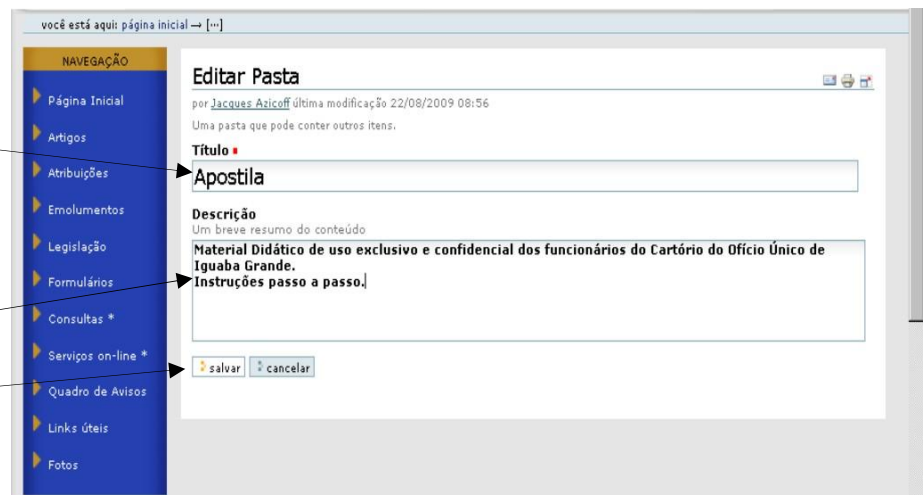 você está aqui: página inicial → [···]
NAVEGAÇÃO
Página Inicial
Artigos
Atribuições
Emolumentos
Legislação
Formulários
Consultas *
Serviços on-line *
Quadro de Avisos
Links úteis
Fotos
Editar Pasta
por Jacques Azicoff última modificação 22/08/2009 08:56
Uma pasta que pode conter outros itens.
Título
Apostila
Descrição
Um breve resumo do conteúdo
Material Didático de uso exclusivo e confidencial dos funcionários do Cartório do Ofício Único de
Iguaba Grande.
Instruções passo a passo.
salvar cancelar